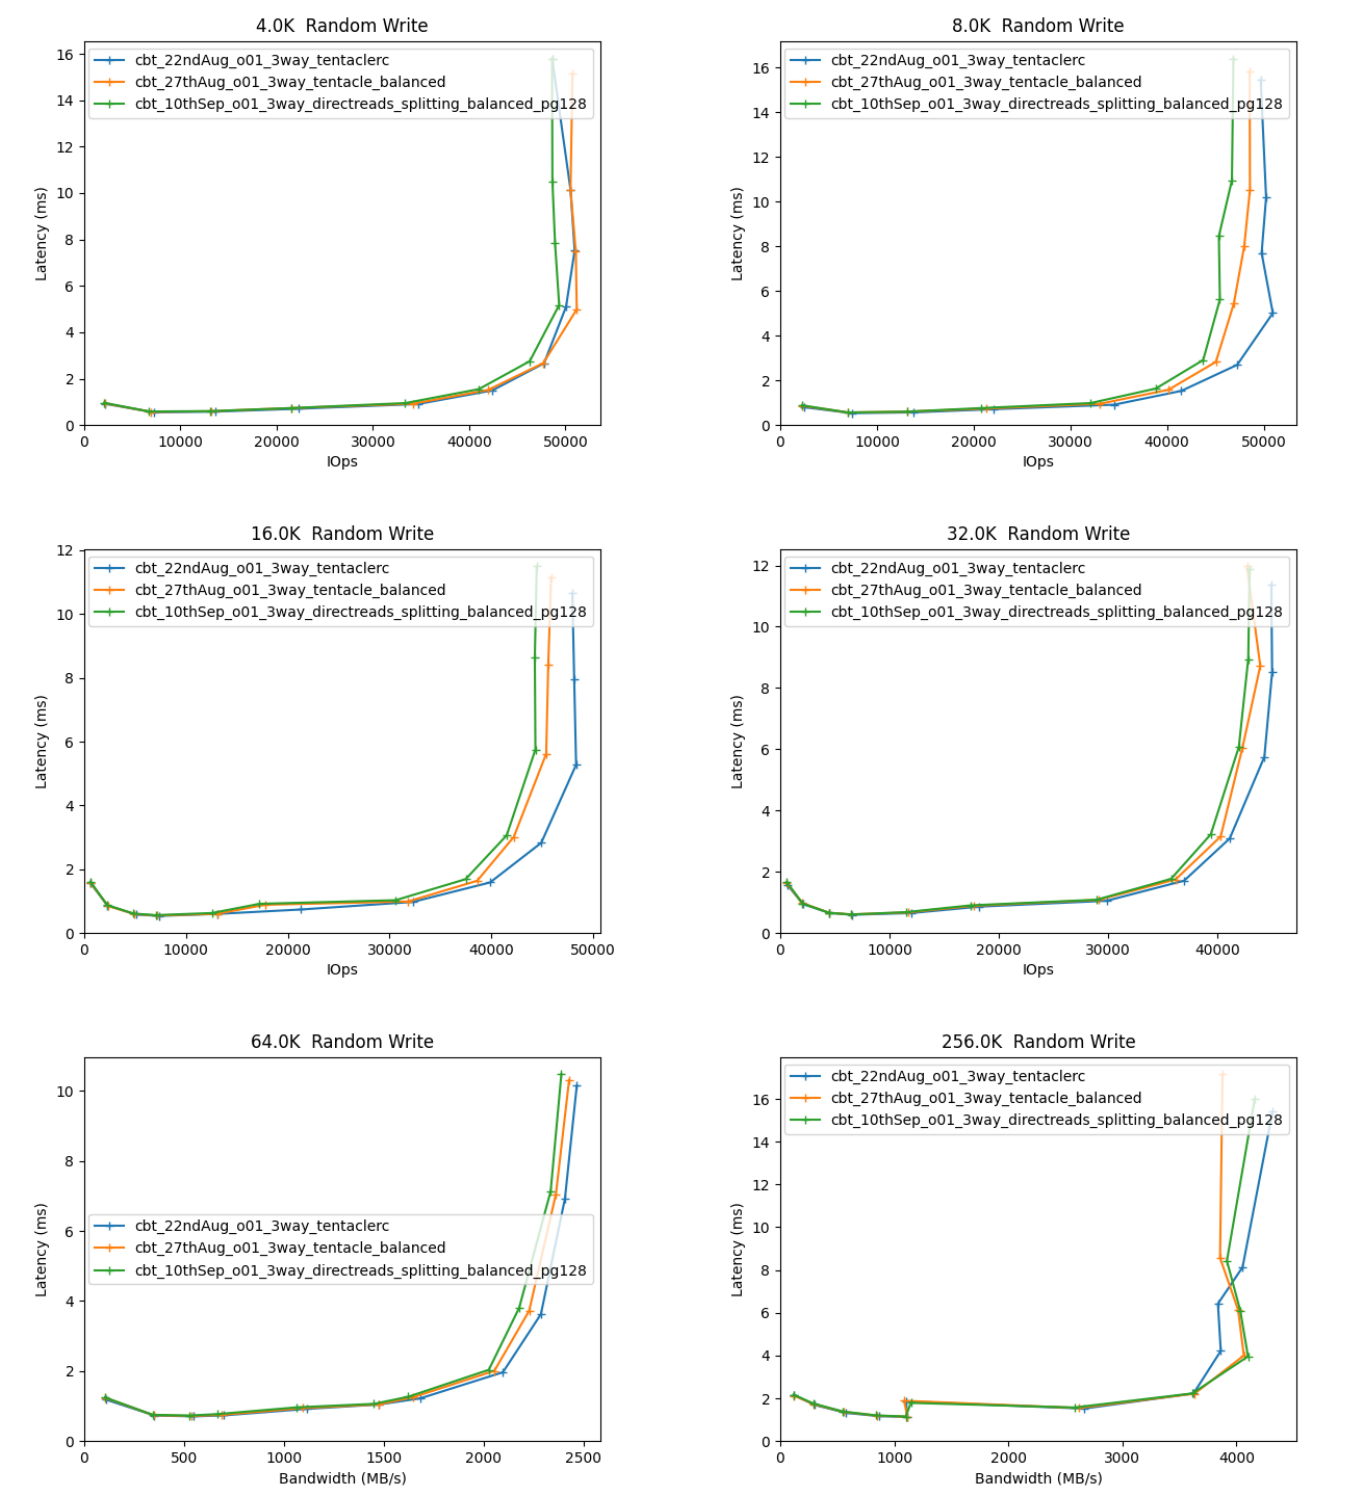 4.0K  Random Write
cbt_22ndAug_o01_3way_tentaclerc
cbt_27thAug_o01_3way_tentacle_balanced
cbt_10thSep_o01_3way_directreads_splitting_balanced_pg128
16
14
12
10
8
6
4
2
0
Latency (ms)
0 10000 20000 30000 40000 50000
IOps
8.0K  Random Write
cbt_22ndAug_o01_3way_tentaclerc
cbt_27thAug_o01_3way_tentacle_balanced
cbt_10thSep_o01_3way_directreads_splitting_balanced_pg128
16
14
12
10
8
6
4
2
0
Latency (ms)
0 10000 20000 30000 40000 50000
IOps
16.0K  Random Write
cbt_22ndAug_o01_3way_tentaclerc
cbt_27thAug_o01_3way_tentacle_balanced
cbt_10thSep_o01_3way_directreads_splitting_balanced_pg128
12
10
8
6
4
2
0
Latency (ms)
0 10000 20000 30000 40000 50000
IOps
32.0K  Random Write
cbt_22ndAug_o01_3way_tentaclerc
cbt_27thAug_o01_3way_tentacle_balanced
cbt_10thSep_o01_3way_directreads_splitting_balanced_pg128
12
10
8
6
4
2
0
Latency (ms)
0 10000 20000 30000 40000
IOps
64.0K  Random Write
10
8
6
4
2
0
Latency (ms)
cbt_22ndAug_o01_3way_tentaclerc
cbt_27thAug_o01_3way_tentacle_balanced
cbt_10thSep_o01_3way_directreads_splitting_balanced_pg128
0 500 1000 1500 2000 2500
Bandwidth (MB/s)
256.0K  Random Write
cbt_22ndAug_o01_3way_tentaclerc
cbt_27thAug_o01_3way_tentacle_balanced
cbt_10thSep_o01_3way_directreads_splitting_balanced_pg128
16
14
12
10
8
6
4
2
0
Latency (ms)
0 1000 2000 3000 4000
Bandwidth (MB/s)